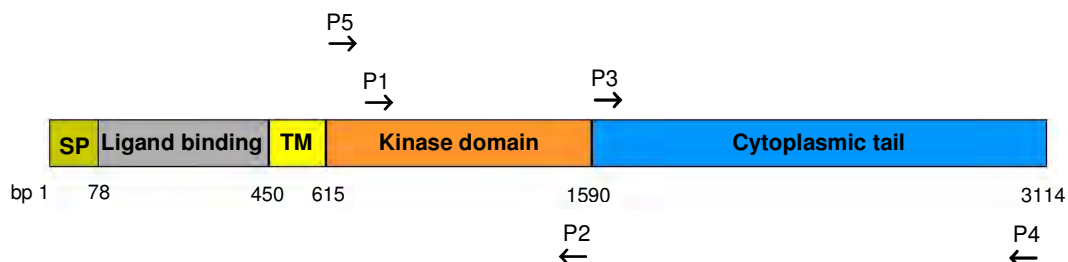 P5
P1
P3
SP Ligand binding TM Kinase domain Cytoplasmic tail
bp 1 78 450 615 1590 3114
P2
P4